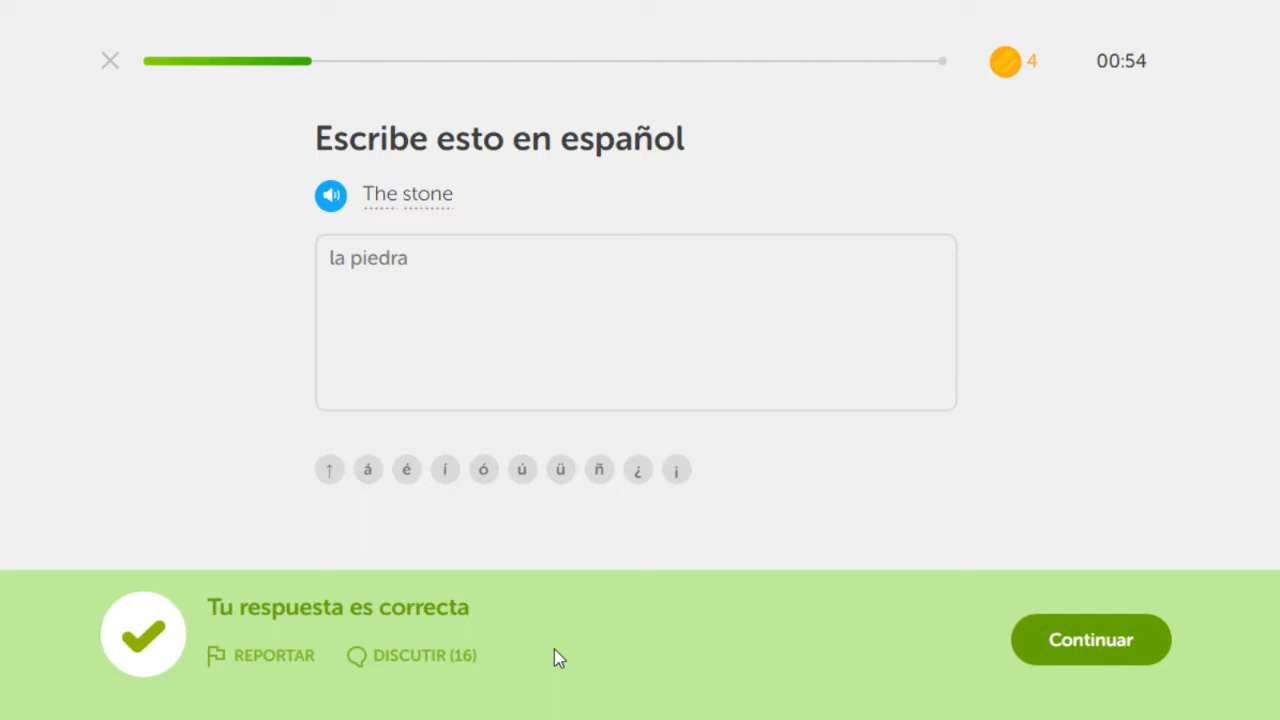 4 00:54
Escribe esto en español
The stone
la piedra
↑ á é í ó ú ü ñ ¿ ¡
Tu respuesta es correcta
REPORTAR DISCUTIR (16)
Continuar